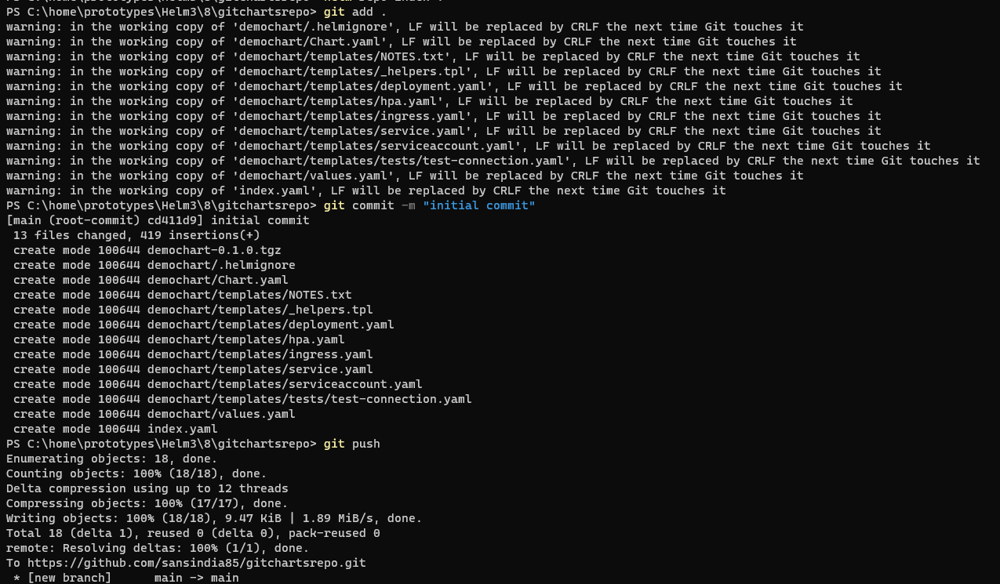 PS C:\home\prototypes\Helm3\8\gitchartsrepo> helm repo index .
PS C:\home\prototypes\Helm3\8\gitchartsrepo> git add .
warning: in the working copy of 'demochart/.helmignore', LF will be replaced by CRLF the next time Git touches it
warning: in the working copy of 'demochart/Chart.yaml', LF will be replaced by CRLF the next time Git touches it
warning: in the working copy of 'demochart/templates/NOTES.txt', LF will be replaced by CRLF the next time Git touches it
warning: in the working copy of 'demochart/templates/_helpers.tpl', LF will be replaced by CRLF the next time Git touches it
warning: in the working copy of 'demochart/templates/deployment.yaml', LF will be replaced by CRLF the next time Git touches it
warning: in the working copy of 'demochart/templates/hpa.yaml', LF will be replaced by CRLF the next time Git touches it
warning: in the working copy of 'demochart/templates/ingress.yaml', LF will be replaced by CRLF the next time Git touches it
warning: in the working copy of 'demochart/templates/service.yaml', LF will be replaced by CRLF the next time Git touches it
warning: in the working copy of 'demochart/templates/serviceaccount.yaml', LF will be replaced by CRLF the next time Git touches it
warning: in the working copy of 'demochart/templates/tests/test-connection.yaml', LF will be replaced by CRLF the next time Git touches it
warning: in the working copy of 'demochart/values.yaml', LF will be replaced by CRLF the next time Git touches it
warning: in the working copy of 'index.yaml', LF will be replaced by CRLF the next time Git touches it
PS C:\home\prototypes\Helm3\8\gitchartsrepo> git commit -m "initial commit"
[main (root-commit) cd411d9] initial commit
 13 files changed, 419 insertions(+)
 create mode 100644 demochart-0.1.0.tgz
 create mode 100644 demochart/.helmignore
 create mode 100644 demochart/Chart.yaml
 create mode 100644 demochart/templates/NOTES.txt
 create mode 100644 demochart/templates/_helpers.tpl
 create mode 100644 demochart/templates/deployment.yaml
 create mode 100644 demochart/templates/hpa.yaml
 create mode 100644 demochart/templates/ingress.yaml
 create mode 100644 demochart/templates/service.yaml
 create mode 100644 demochart/templates/serviceaccount.yaml
 create mode 100644 demochart/templates/tests/test-connection.yaml
 create mode 100644 demochart/values.yaml
 create mode 100644 index.yaml
PS C:\home\prototypes\Helm3\8\gitchartsrepo> git push
Enumerating objects: 18, done.
Counting objects: 100% (18/18), done.
Delta compression using up to 12 threads
Compressing objects: 100% (17/17), done.
Writing objects: 100% (18/18), 9.47 KiB | 1.89 MiB/s, done.
Total 18 (delta 1), reused 0 (delta 0), pack-reused 0
remote: Resolving deltas: 100% (1/1), done.
To https://github.com/sansindia85/gitchartsrepo.git
 * [new branch]      main -> main